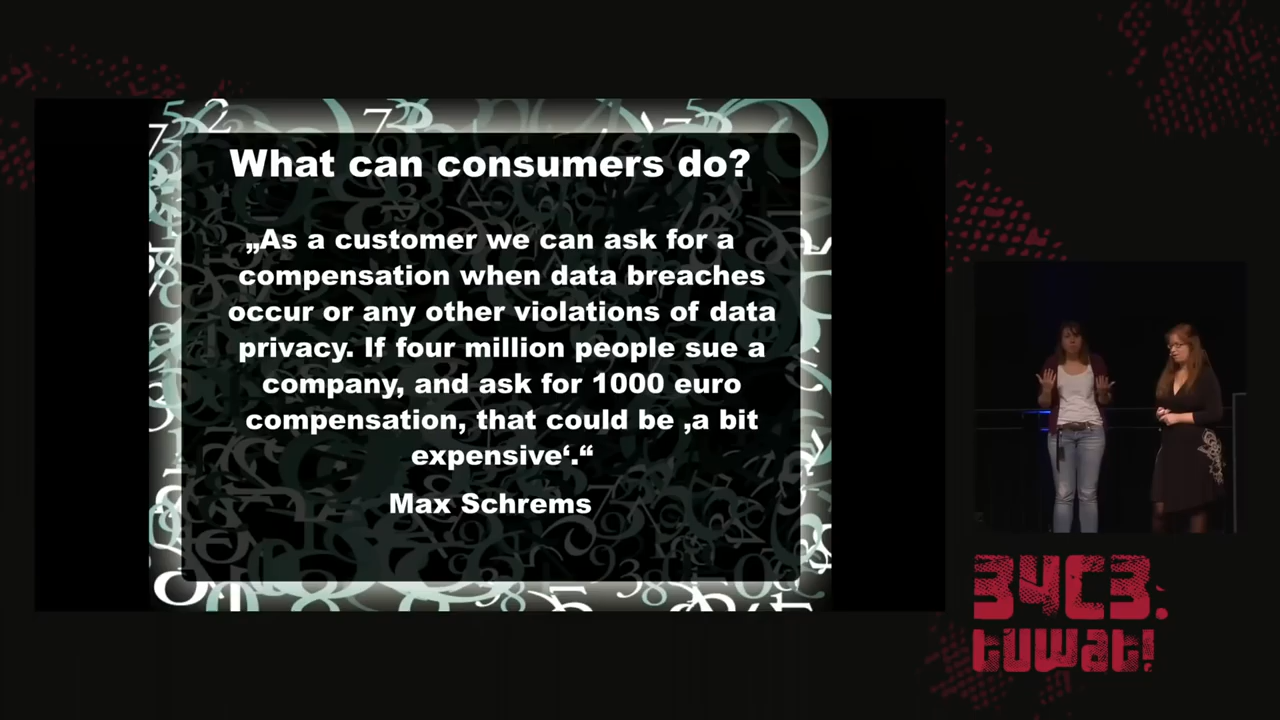 What can consumers do?
„As a customer we can ask for a
compensation when data breaches
occur or any other violations of data
privacy. If four million people sue a
company, and ask for 1000 euro
compensation, that could be ‚a bit
expensive‘.“
Max Schrems
34C3.
tuwat!